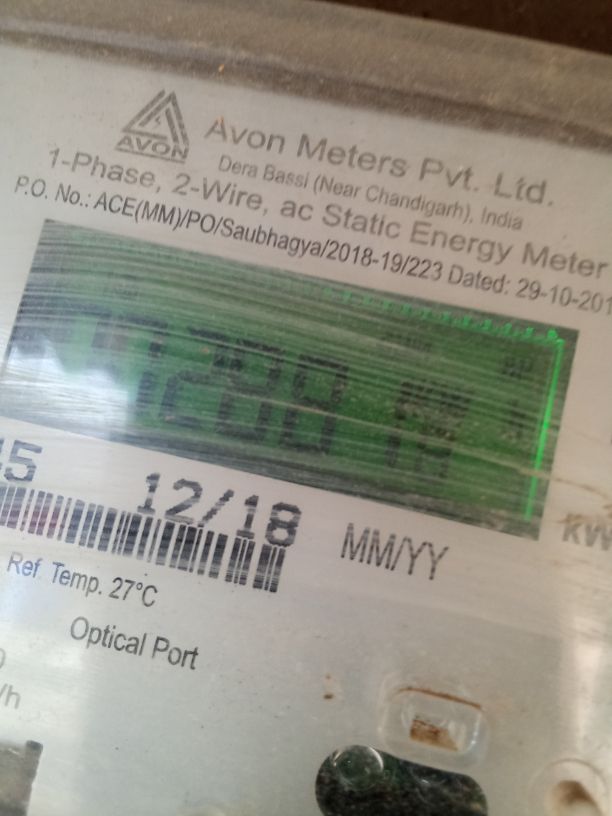 AVON
Avon Meters Pvt. Ltd.
Dera Bassi (Near Chandigarh), India
1-Phase, 2-Wire, ac Static Energy Meter
P.O. No.: ACE(MM)/PO/Saubhagya/2018-19/223 Dated: 29-10-201
12/18
MM/YY
Ref. Temp. 27°C
Optical Port